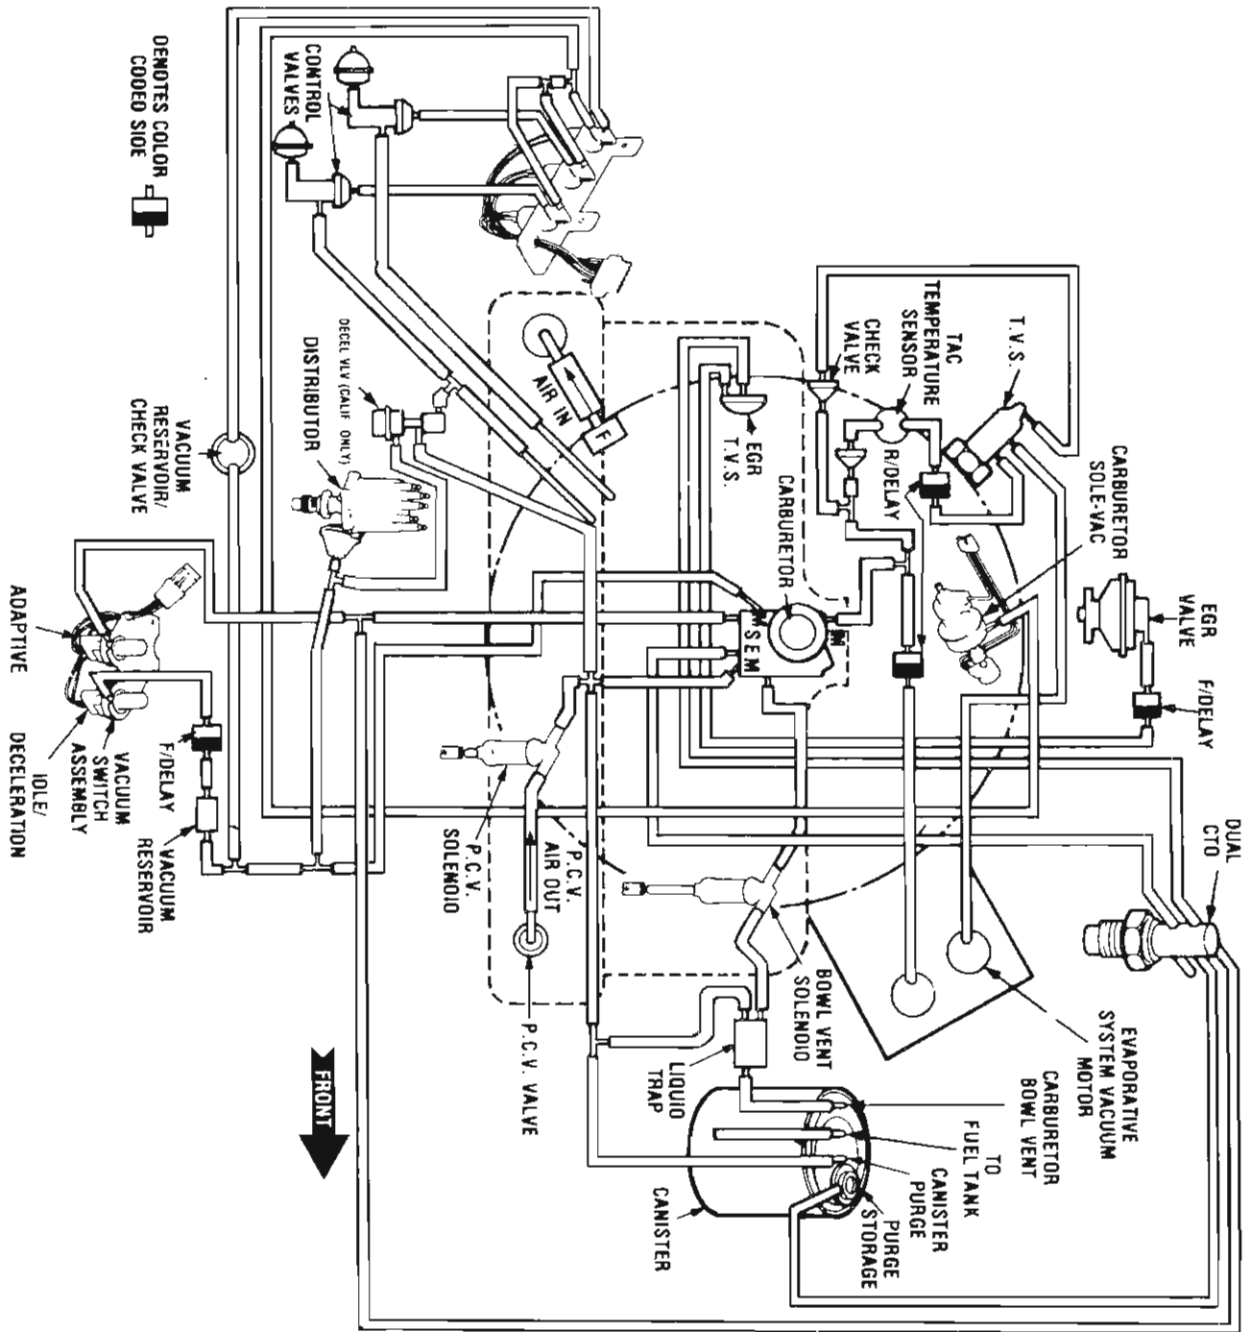 DENOTES COLOR
CODED SIDE
CONTROL
VALVES
DECEL VLV (CALIF ONLY)
DISTRIBUTOR
AIR IN
F
VACUUM
RESERVOIR/
CHECK VALVE
ADAPTIVE
IDLE/
DECELERATION
VACUUM
SWITCH
ASSEMBLY
F/DELAY
VACUUM
RESERVOIR
T.V.S.
TAC
TEMPERATURE
SENSOR
CHECK
VALVE
R/DELAY
EGR
T.V.S.
CARBURETOR
CARBURETOR
SOLE-VAC
EGR
VALVE
F/DELAY
DUAL
CTO
S E M
P.C.V.
SOLENOID
P.C.V.
AIR OUT
P.C.V. VALVE
BOWL VENT
SOLENOID
LIQUID
TRAP
EVAPORATIVE
SYSTEM VACUUM
MOTOR
CARBURETOR
BOWL VENT
TO
FUEL TANK
CANISTER
PURGE
PURGE
STORAGE
CANISTER
FRONT